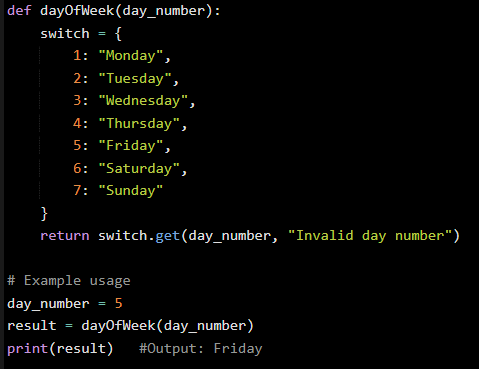 def dayOfWeek(day_number):
    switch = {
        1: "Monday",
        2: "Tuesday",
        3: "Wednesday",
        4: "Thursday",
        5: "Friday",
        6: "Saturday",
        7: "Sunday"
    }
    return switch.get(day_number, "Invalid day number")

# Example usage
day_number = 5
result = dayOfWeek(day_number)
print(result)   #Output: Friday